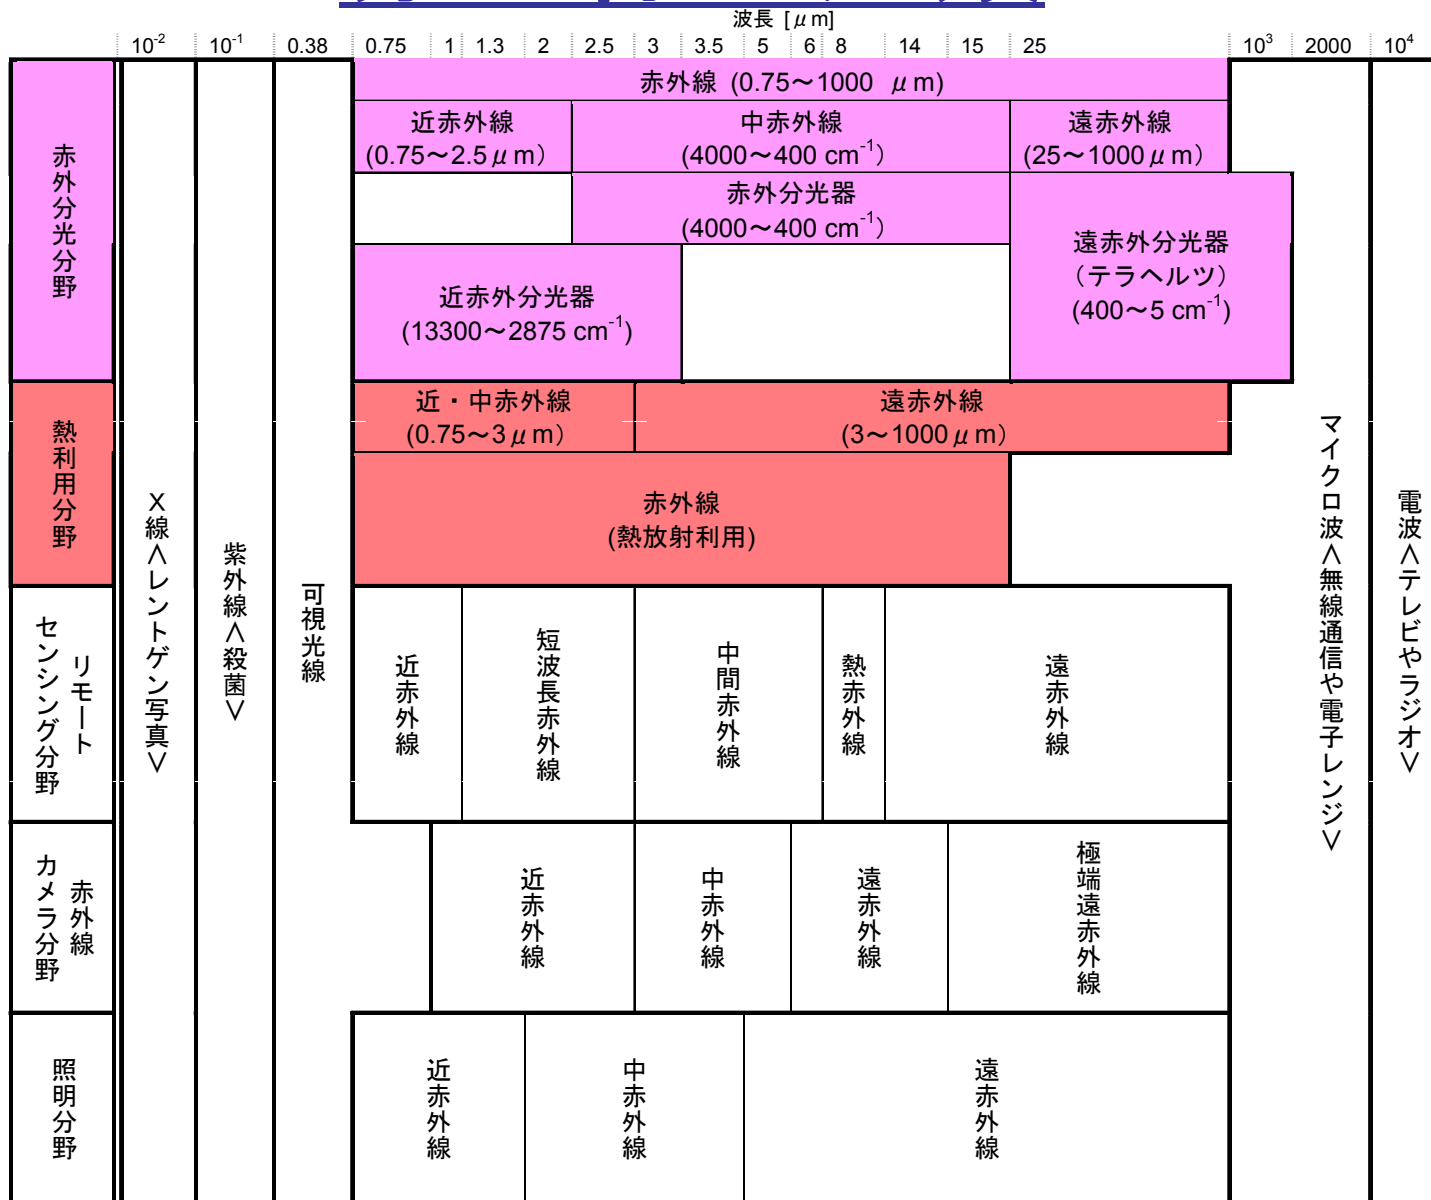 波長 [μm]
10-2 10-1 0.38 0.75 1 1.3 2 2.5 3 3.5 5 6 8 14 15 25 103 2000 104
赤外分光分野
赤外線 (0.75～1000 μm)
近赤外線
(0.75～2.5μm)
中赤外線
(4000～400 cm-1)
遠赤外線
(25～1000μm)
赤外分光器
(4000～400 cm-1)
近赤外分光器
(13300～2875 cm-1)
遠赤外分光器
(テラヘルツ)
(400～5 cm-1)
熱利用分野
近・中赤外線
(0.75～3μm)
遠赤外線
(3～1000μm)
赤外線
(熱放射利用)
X線<レントゲン写真>
紫外線<殺菌>
可視光線
マイクロ波<無線通信や電子レンジ>
電波<テレビやラジオ>
リモート
センシング分野
近赤外線
短波長赤外線
中間赤外線
熱赤外線
遠赤外線
赤外線
カメラ分野
近赤外線
中赤外線
遠赤外線
極端遠赤外線
照明分野
近赤外線
中赤外線
遠赤外線